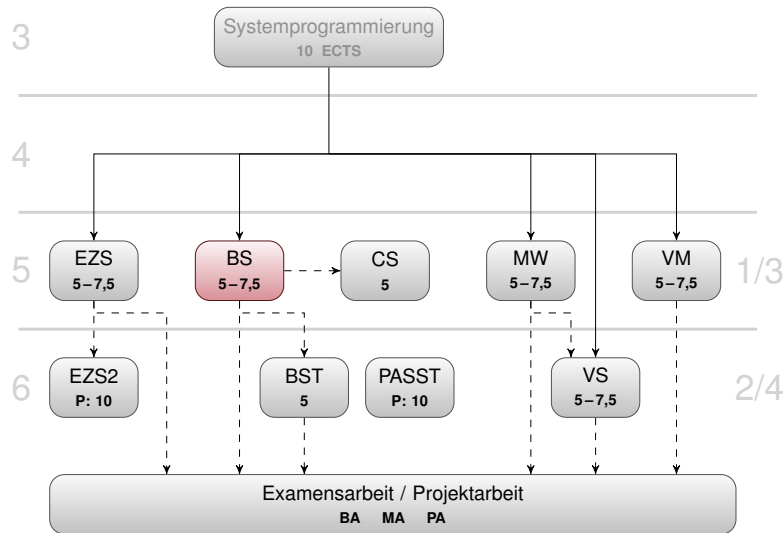 3
Systemprogrammierung
10 ECTS
4
5
EZS
5–7,5
BS
5–7,5
CS
5
MW
5–7,5
VM
5–7,5
1/3
6
EZS2
P: 10
BST
5
PASST
P: 10
VS
5–7,5
2/4
Examensarbeit / Projektarbeit
BA MA PA